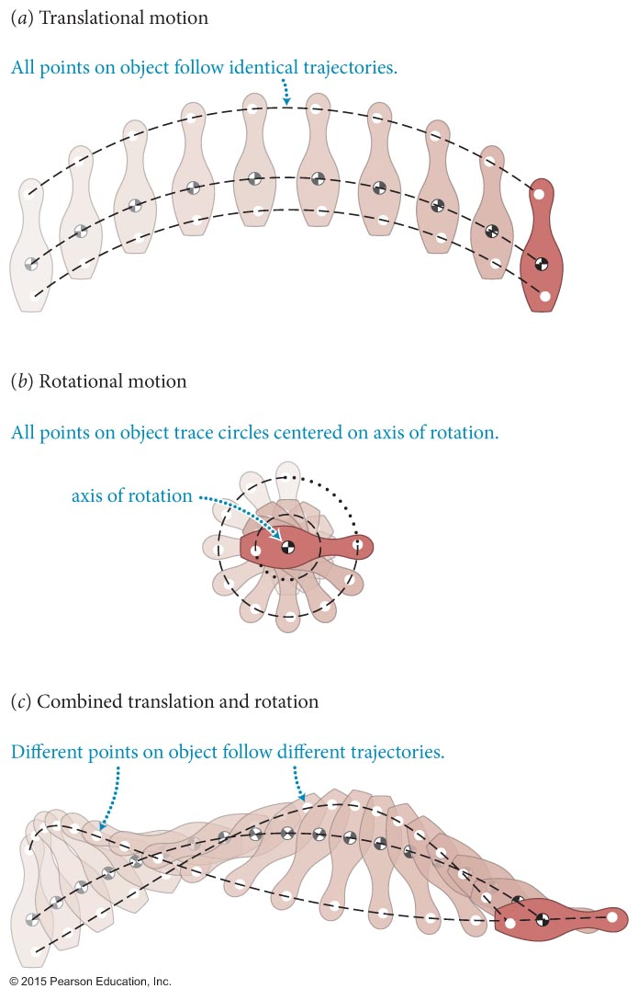 (a) Translational motion
All points on object follow identical trajectories.
(b) Rotational motion
All points on object trace circles centered on axis of rotation.
axis of rotation
(c) Combined translation and rotation
Different points on object follow different trajectories.
© 2015 Pearson Education, Inc.